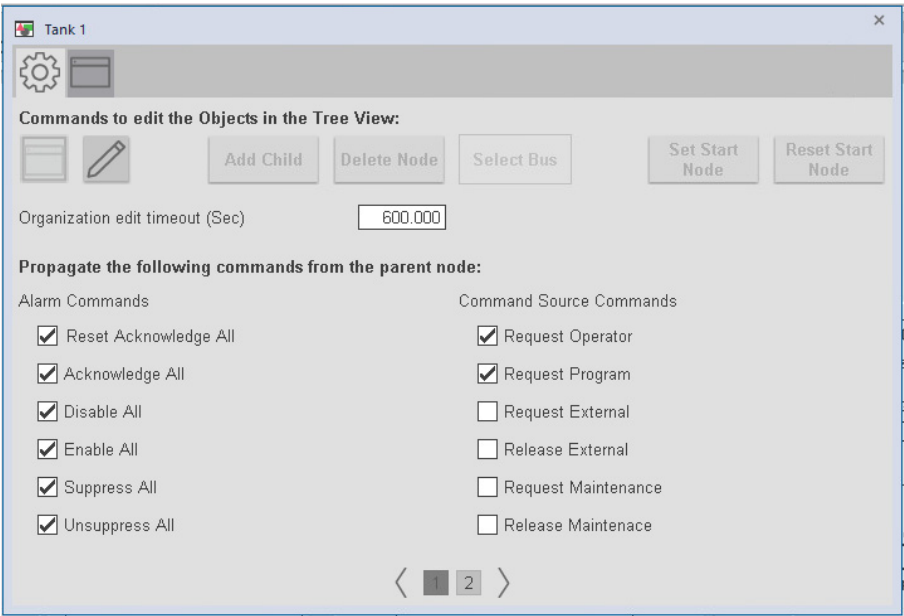 Tank 1
Commands to edit the Objects in the Tree View:
Add Child
Delete Node
Select Bus
Set Start
Node
Reset Start
Node
Organization edit timeout (Sec)
600.000
Propagate the following commands from the parent node:
Alarm Commands
Reset Acknowledge All
Acknowledge All
Disable All
Enable All
Suppress All
Unsuppress All
Command Source Commands
Request Operator
Request Program
Request External
Release External
Request Maintenance
Release Maintenace
1
2